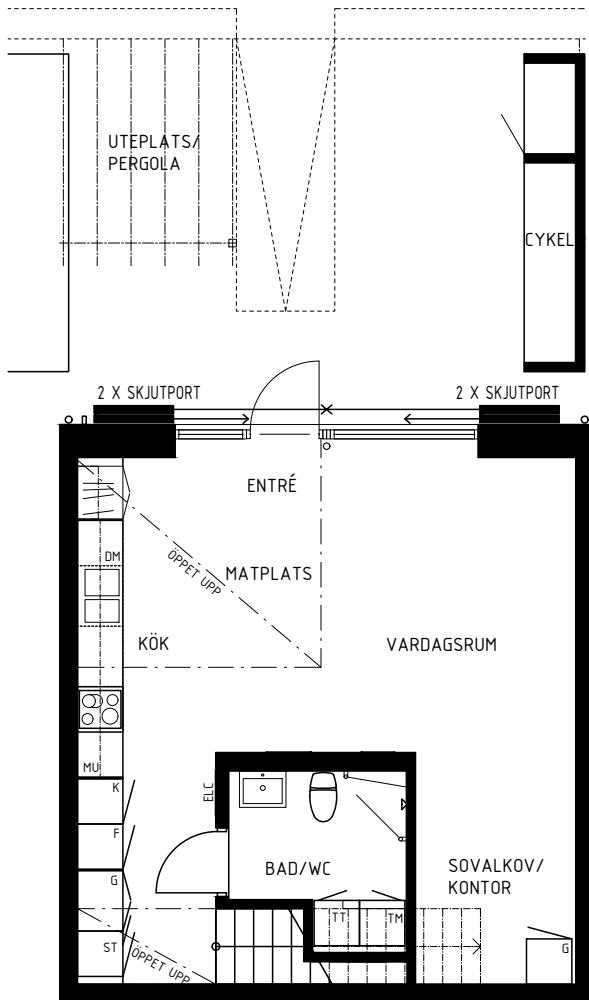 UTEPLATS/
PERGOLA
CYKEL
2 X SKJUTPORT
2 X SKJUTPORT
ENTRÉ
DM
ÖPPET UPP
MATPLATS
KÖK
VARDAGSRUM
MU
K
ELC
F
G
BAD/WC
SOVALKOV/
KONTOR
TT
TM
ST
ÖPPET UPP
G